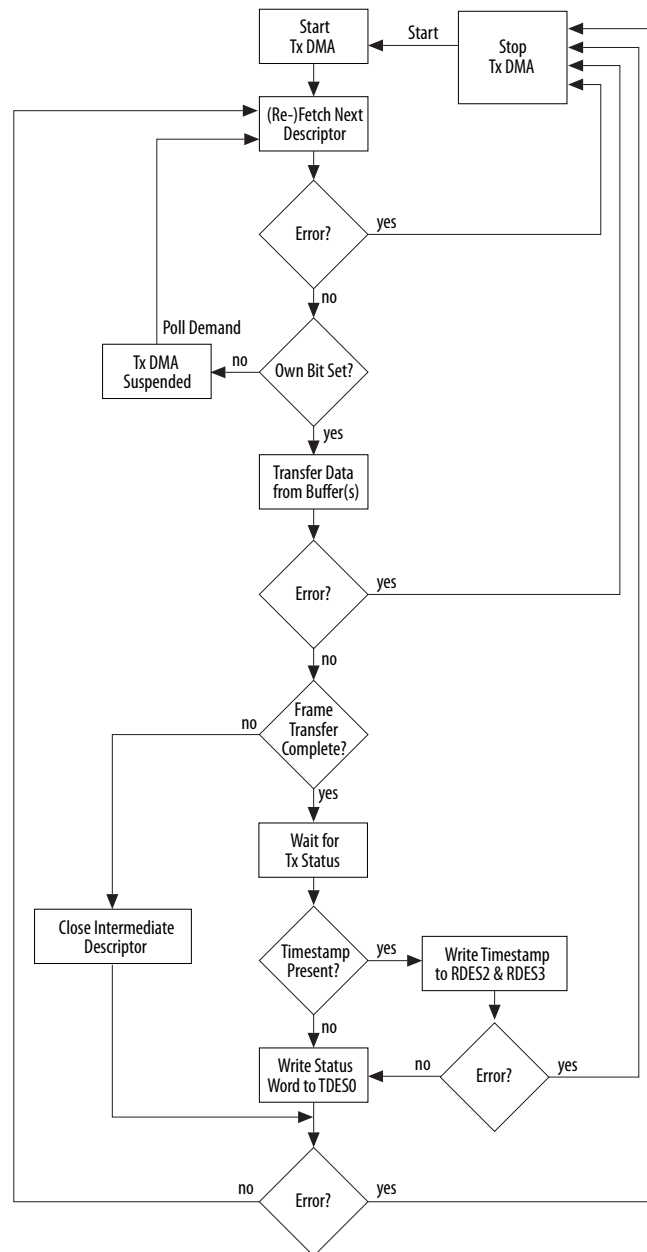 Start
Tx DMA
Start
Stop
Tx DMA
(Re-)Fetch Next
Descriptor
Error?
yes
no
Poll Demand
Tx DMA
Suspended
no
Own Bit Set?
yes
Transfer Data
from Buffer(s)
Error?
yes
no
no
Frame
Transfer
Complete?
yes
Wait for
Tx Status
Close Intermediate
Descriptor
Timestamp
Present?
yes
Write Timestamp
to RDES2 & RDES3
no
Write Status
Word to TDES0
no
Error?
yes
no
Error?
yes